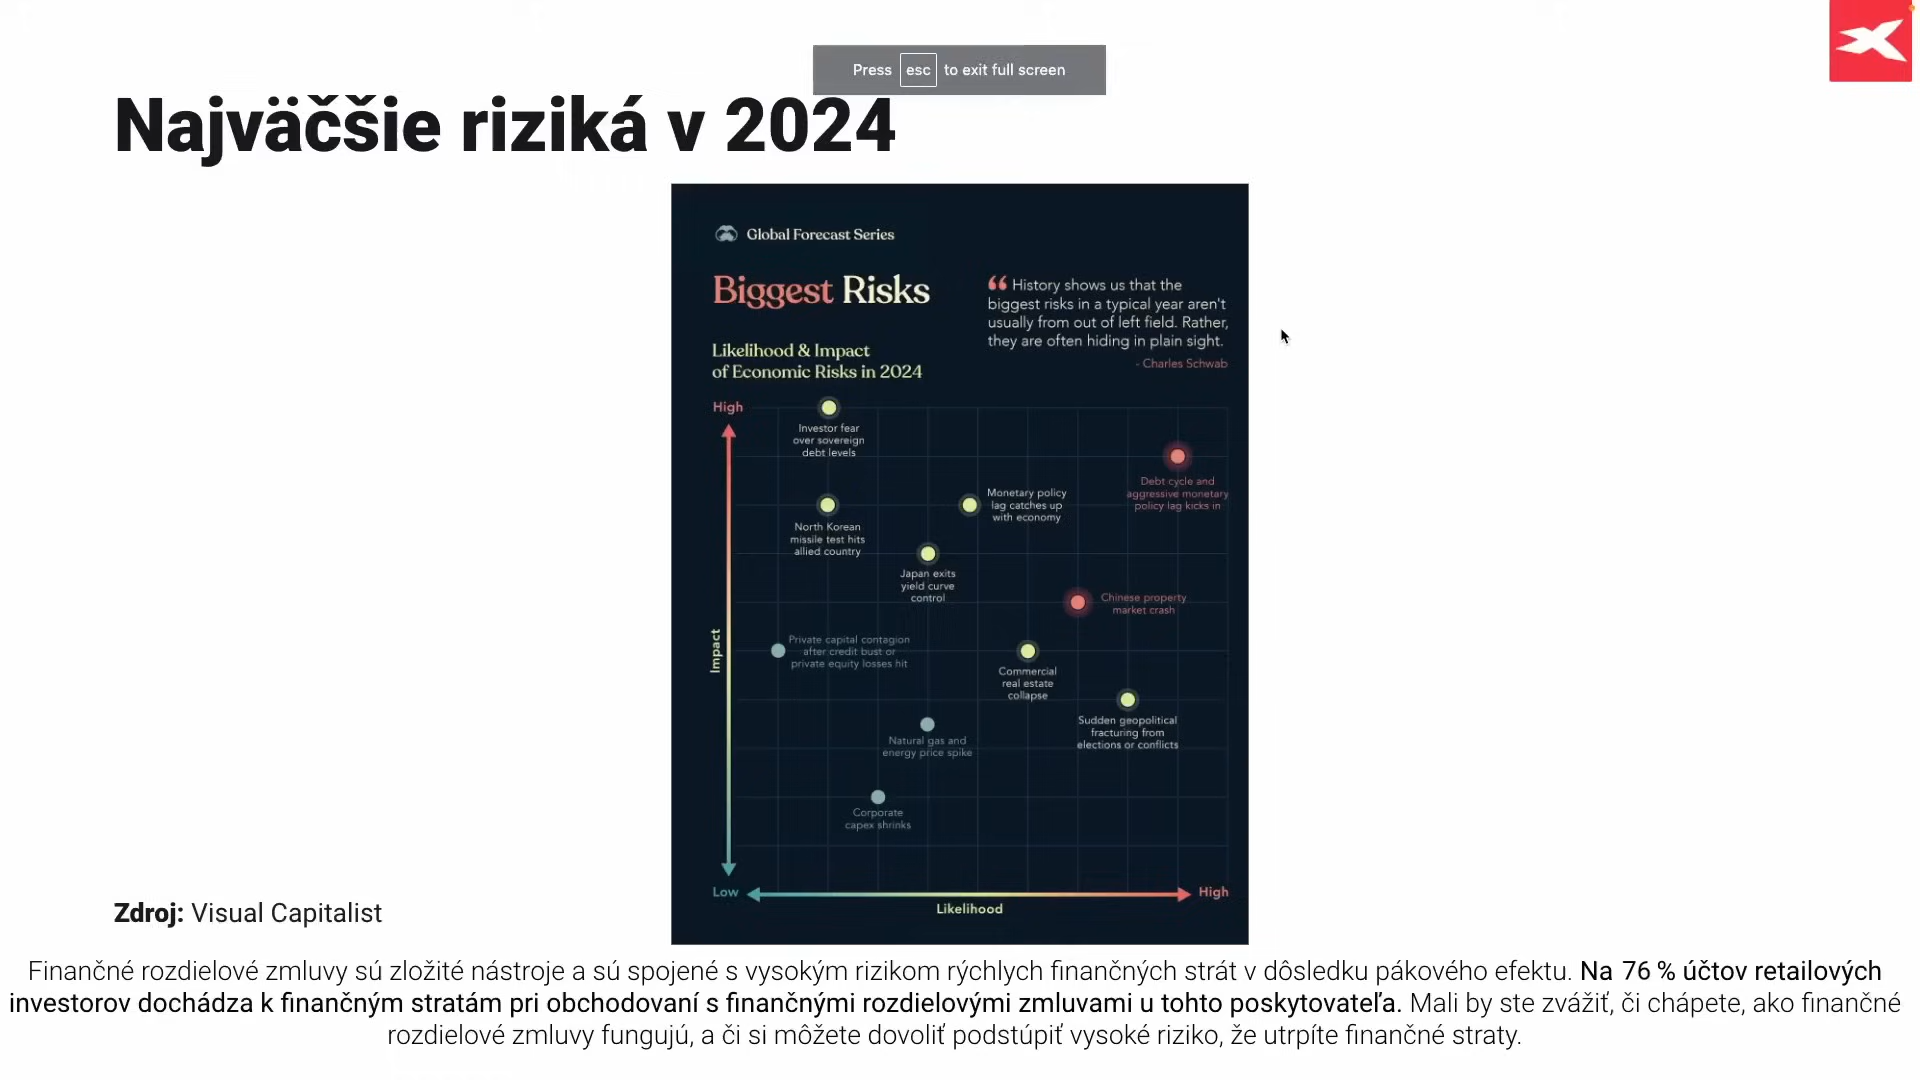 Press esc to exit full screen
Najväčšie riziká v 2024
Global Forecast Series
Biggest Risks
Likelihood & Impact
of Economic Risks in 2024
“ History shows us that the
biggest risks in a typical year aren't
usually from out of left field. Rather,
they are often hiding in plain sight.
- Charles Schwab
High
Investor fear
over sovereign
debt levels
Debt cycle and
aggressive monetary
policy lag kicks in
Monetary policy
lag catches up
with economy
North Korean
missile test hits
allied country
Japan exits
yield curve
control
Chinese property
market crash
Impact
Private capital contagion
after credit bust or
private equity losses hit
Commercial
real estate
collapse
Sudden geopolitical
fracturing from
elections or conflicts
Natural gas and
energy price spike
Corporate
capex shrinks
Low
High
Likelihood
Zdroj: Visual Capitalist
Finančné rozdielové zmluvy sú zložité nástroje a sú spojené s vysokým rizikom rýchlych finančných strát v dôsledku pákového efektu. Na 76 % účtov retailových
investorov dochádza k finančným stratám pri obchodovaní s finančnými rozdielovými zmluvami u tohto poskytovateľa. Mali by ste zvážiť, či chápete, ako finančné
rozdielové zmluvy fungujú, a či si môžete dovoliť podstúpiť vysoké riziko, že utrpíte finančné straty.